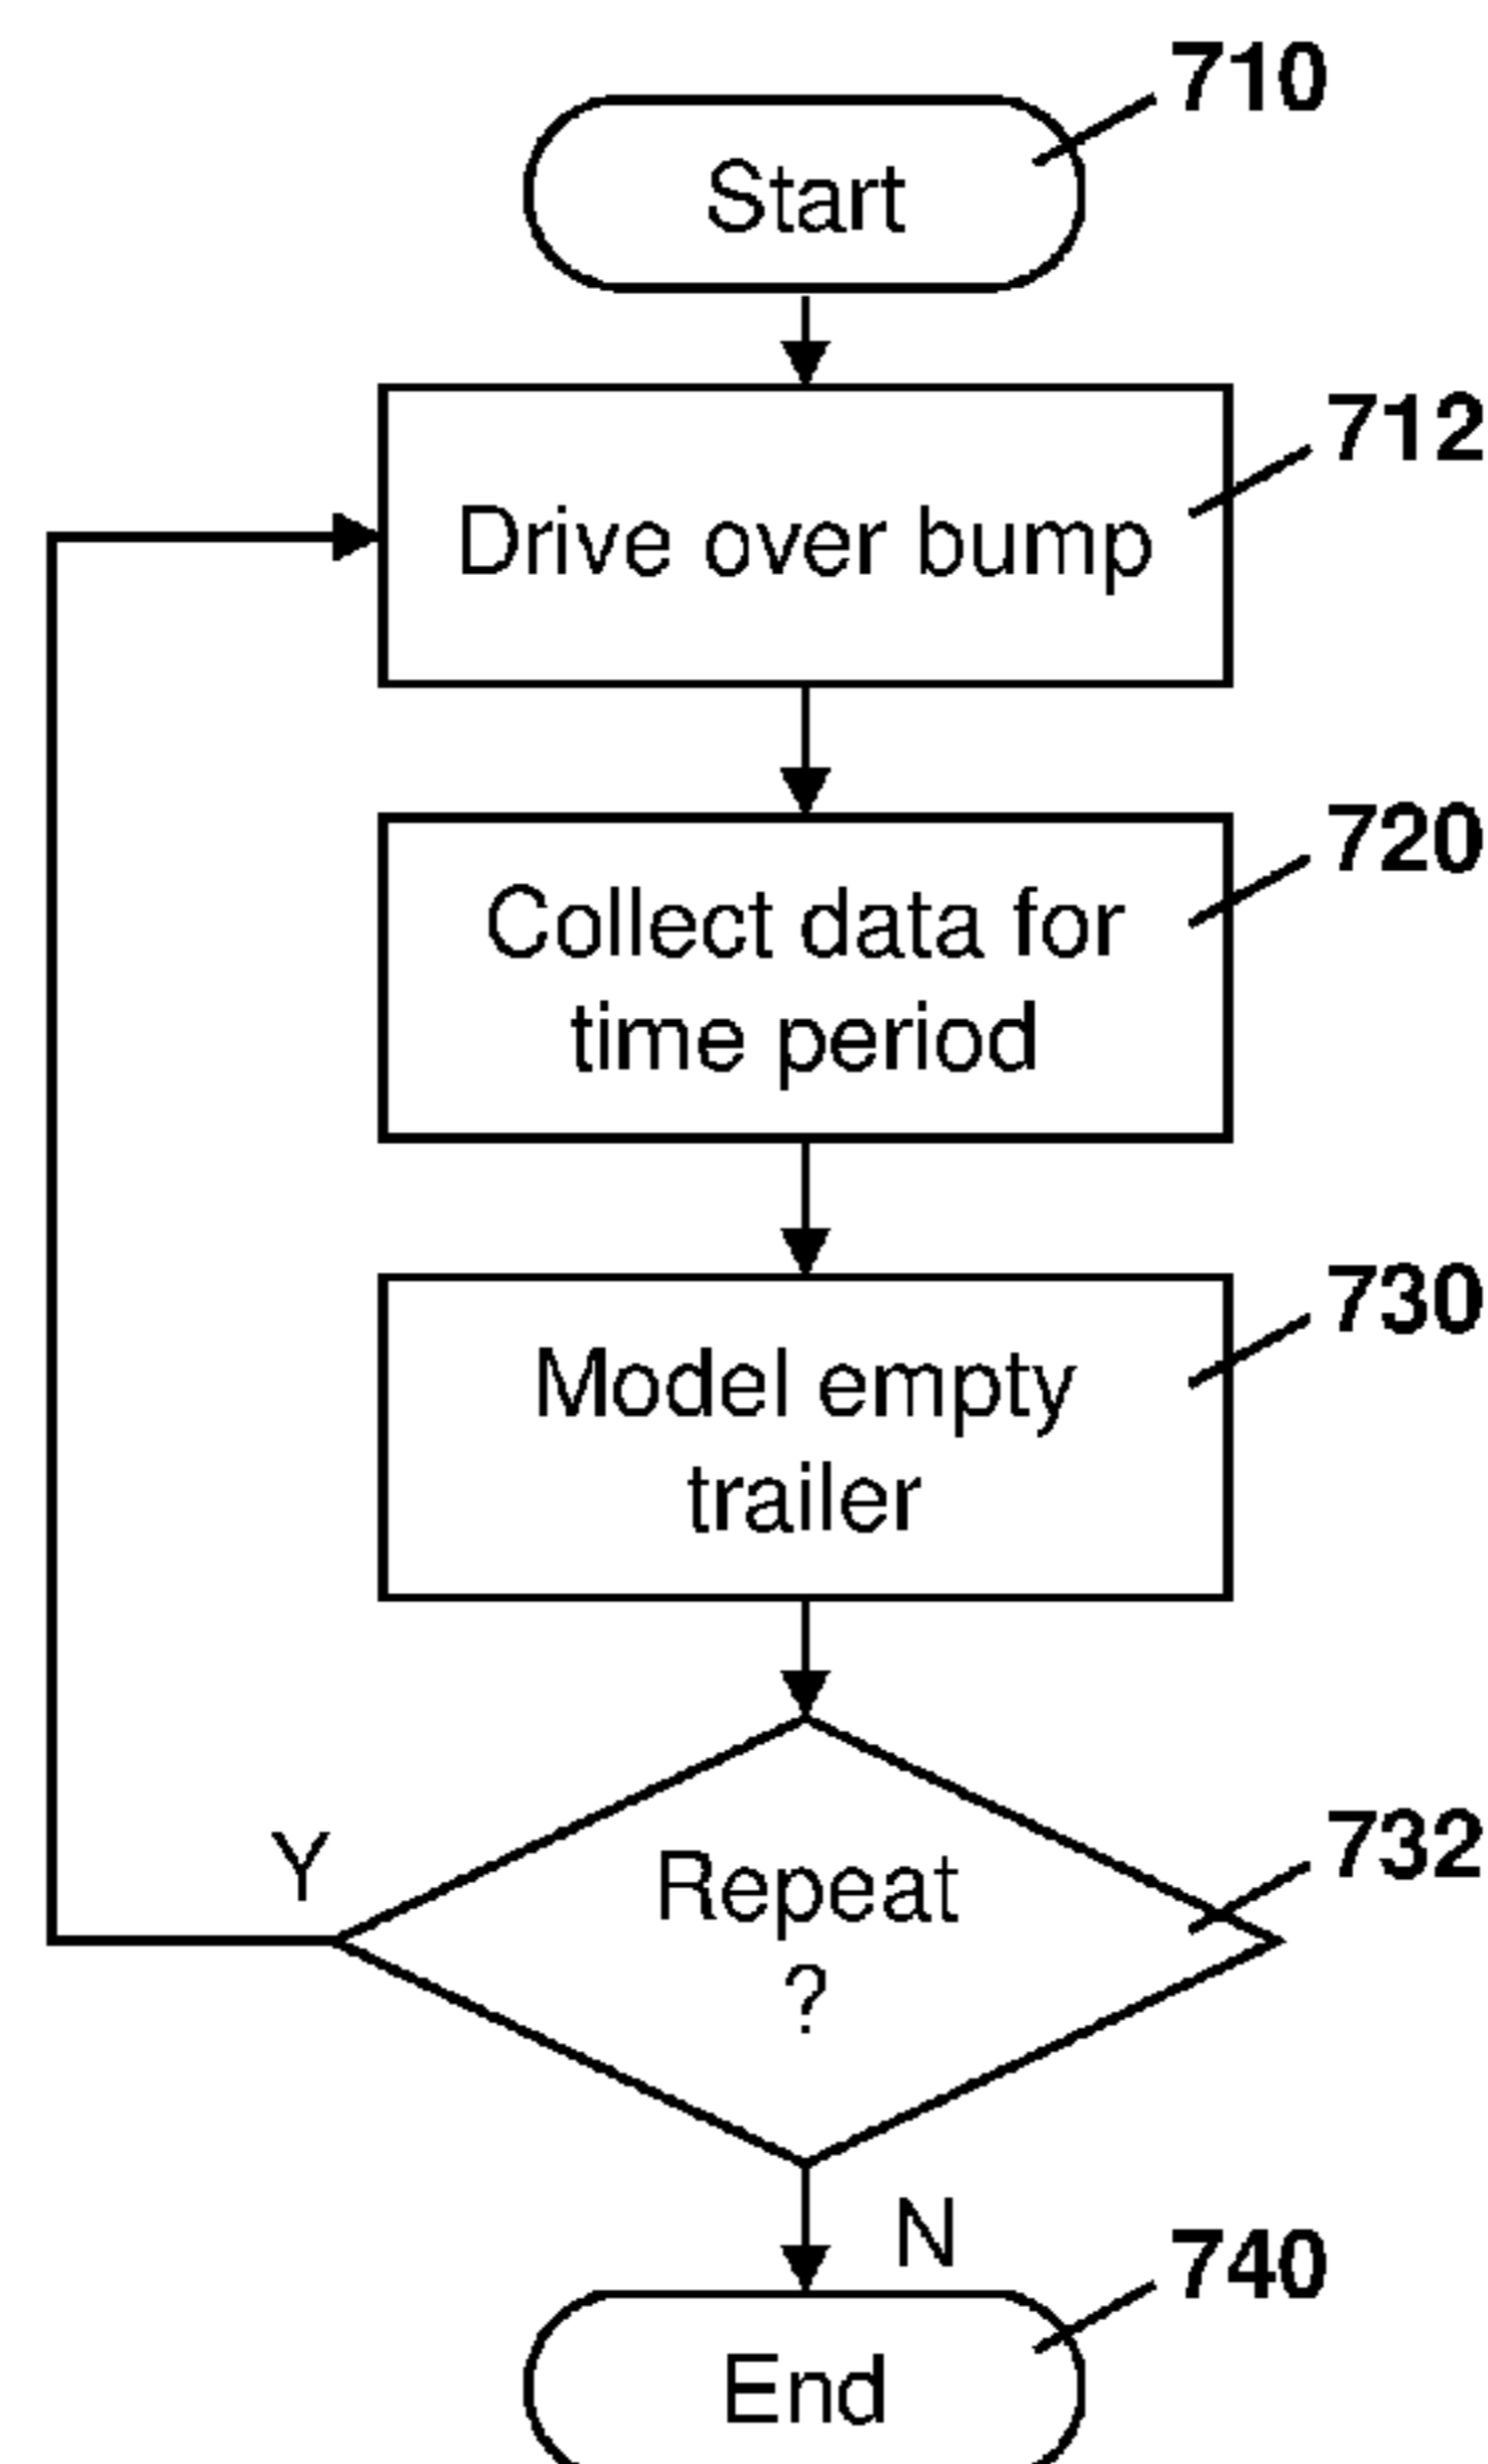 710
Start
712
Drive over bump
720
Collect data for
time period
730
Model empty
trailer
732
Y
Repeat
?
N
740
End